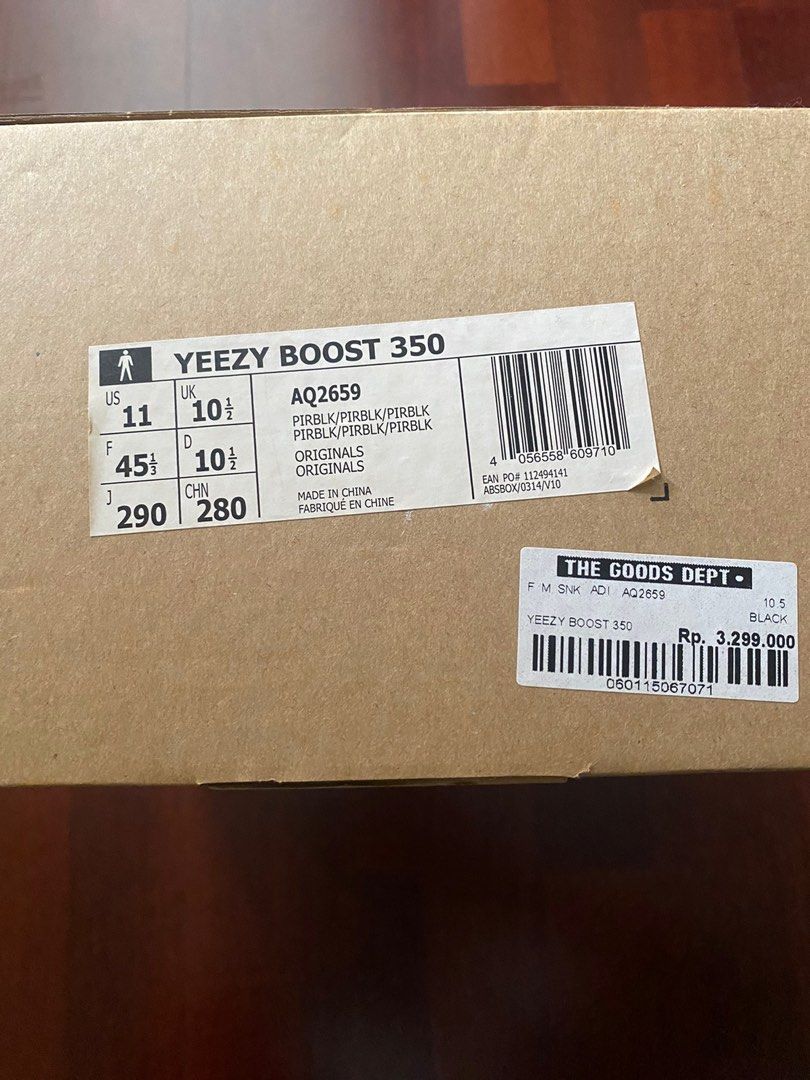 YEEZY BOOST 350
US 11
UK 10½
F 45⅓
D 10½
J 290
CHN 280
AQ2659
PIRBLK/PIRBLK/PIRBLK
PIRBLK/PIRBLK/PIRBLK
ORIGINALS
ORIGINALS
MADE IN CHINA
FABRIQUÉ EN CHINE
4 056558 609710
EAN PO# 112494141
ABSBOX/0314/V10
THE GOODS DEPT
F M SNK ADI AQ2659
10.5
BLACK
YEEZY BOOST 350
Rp. 3.299.000
060115067071